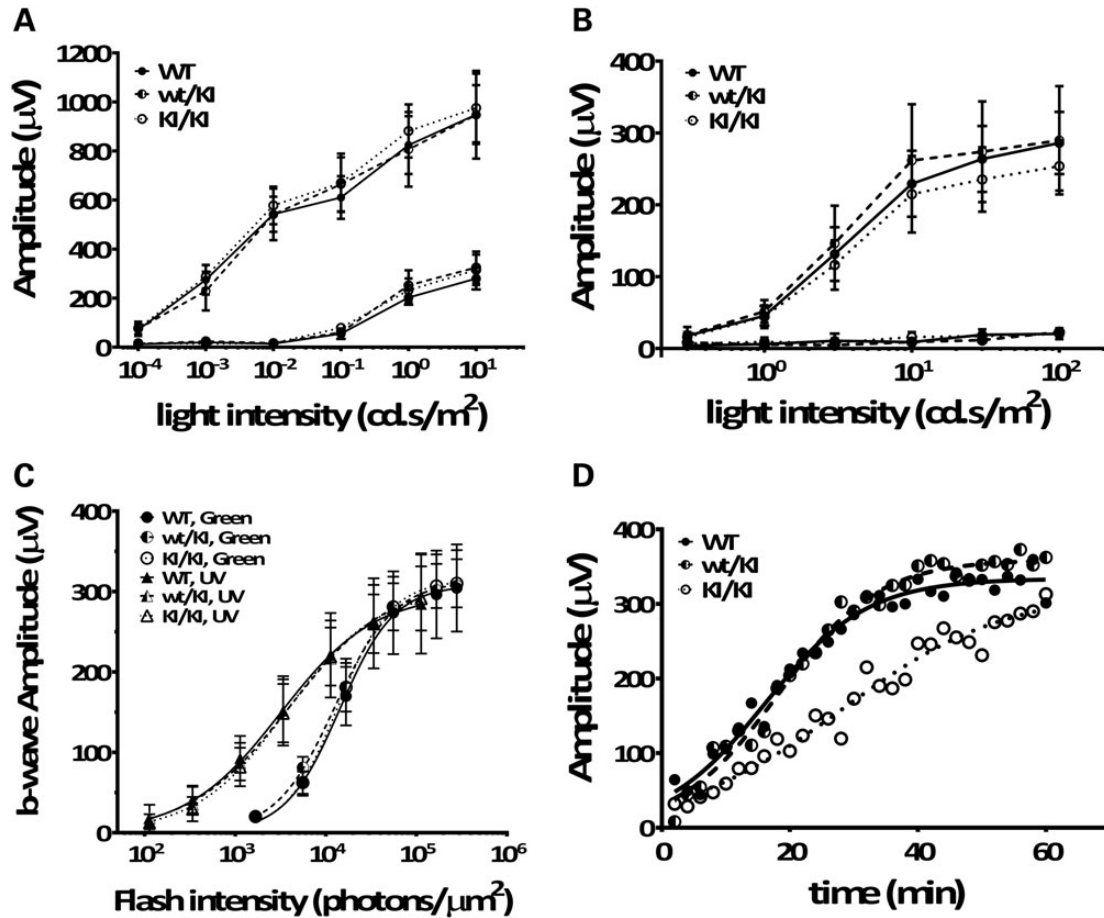 A
WT
wt/KI
KI/KI
Amplitude (μV)
1200
1000
800
600
400
200
0
10⁻⁴ 10⁻³ 10⁻² 10⁻¹ 10⁰ 10¹
light intensity (cd.s/m²)
B
WT
wt/KI
KI/KI
Amplitude (μV)
400
300
200
100
0
10⁰ 10¹ 10²
light intensity (cd.s/m²)
C
WT, Green
wt/KI, Green
KI/KI, Green
WT, UV
wt/KI, UV
KI/KI, UV
b-wave Amplitude (μV)
400
300
200
100
0
10² 10³ 10⁴ 10⁵ 10⁶
Flash intensity (photons/μm²)
D
WT
wt/KI
KI/KI
Amplitude (μV)
400
300
200
100
0
0 20 40 60
time (min)